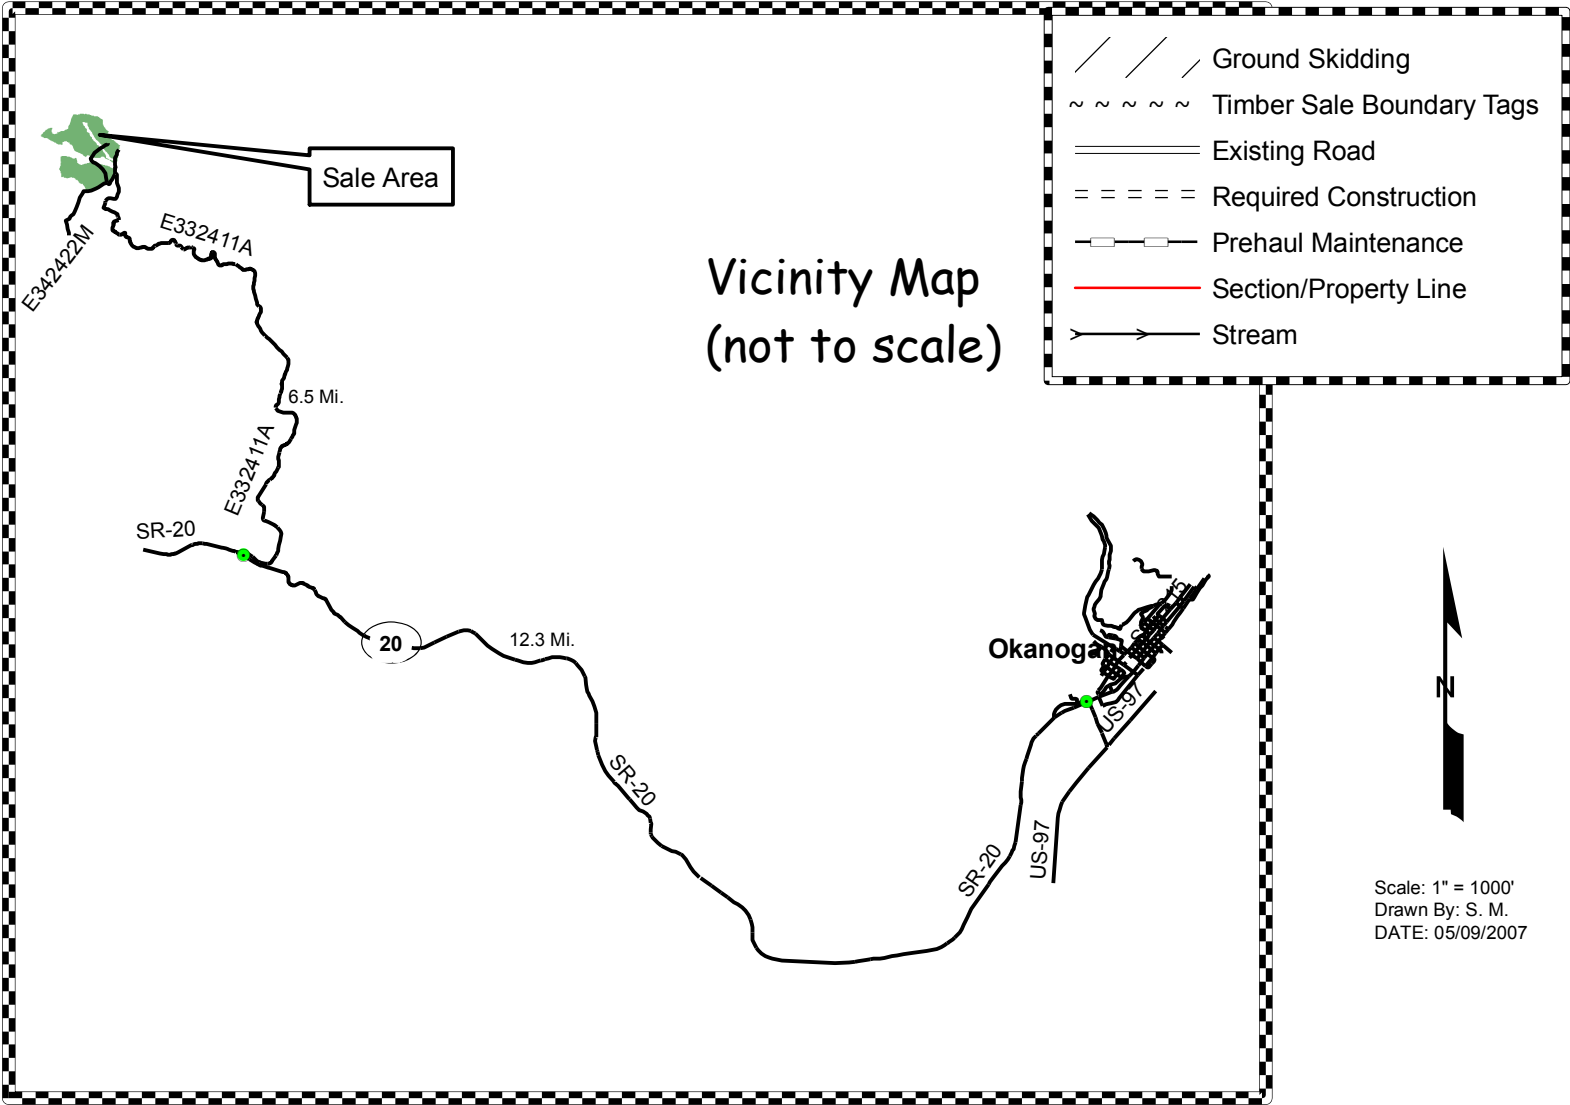 Ground Skidding
~ ~ ~ ~ ~ Timber Sale Boundary Tags
Existing Road
Required Construction
Prehaul Maintenance
Section/Property Line
Stream
Sale Area
E332411A
E342422M
Vicinity Map
(not to scale)
6.5 Mi.
E332411A
SR-20
20
12.3 Mi.
Okanogan
US-97
SR-20
SR-20
US-97
N
Scale: 1" = 1000'
Drawn By: S. M.
DATE: 05/09/2007